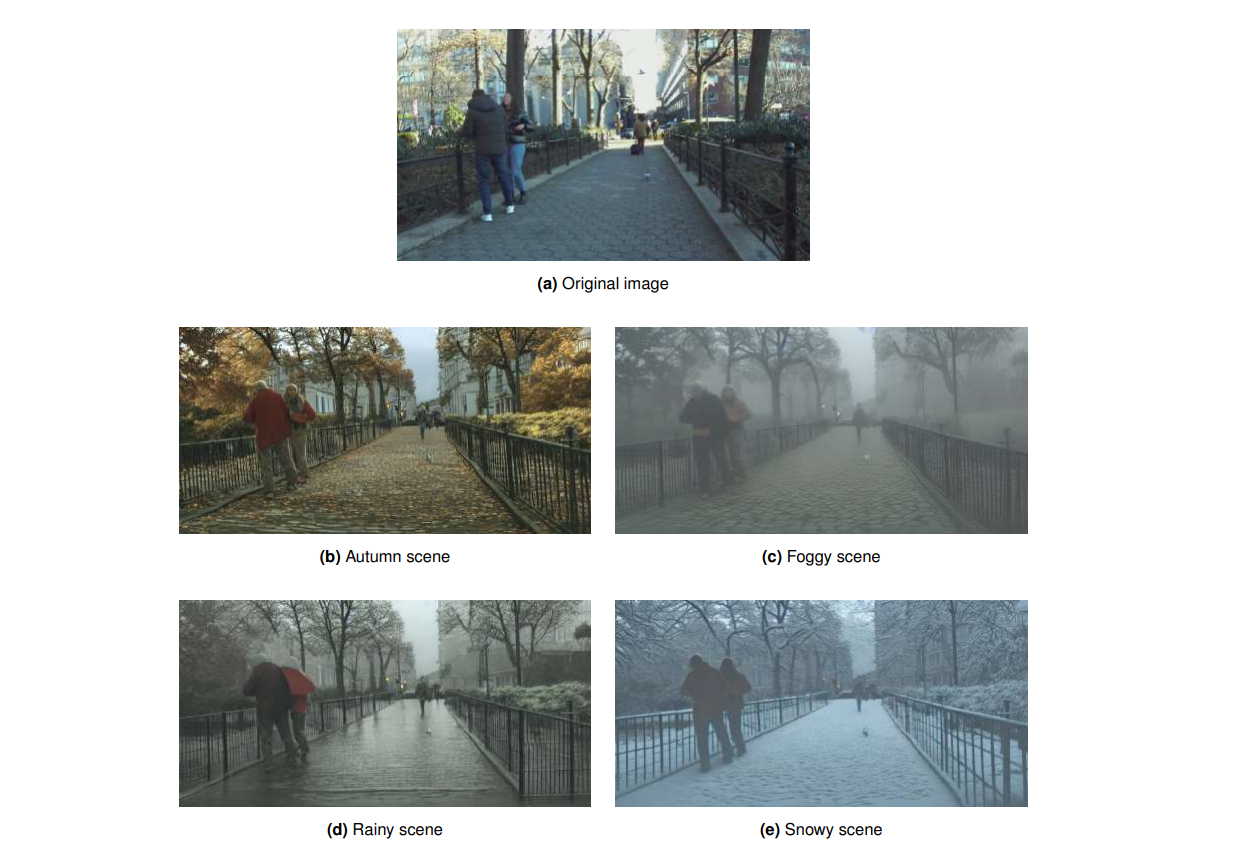 (a) Original image
(b) Autumn scene
(c) Foggy scene
(d) Rainy scene
(e) Snowy scene